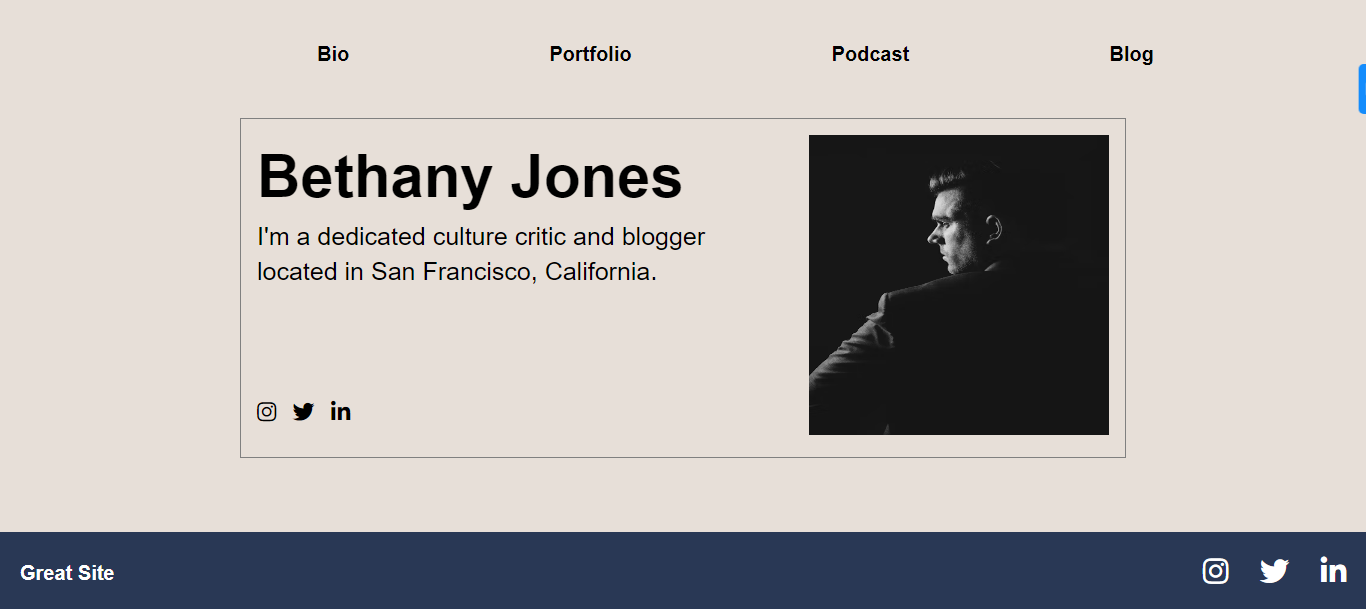 Bio Portfolio Podcast Blog
Bethany Jones
I'm a dedicated culture critic and blogger
located in San Francisco, California.
Great Site